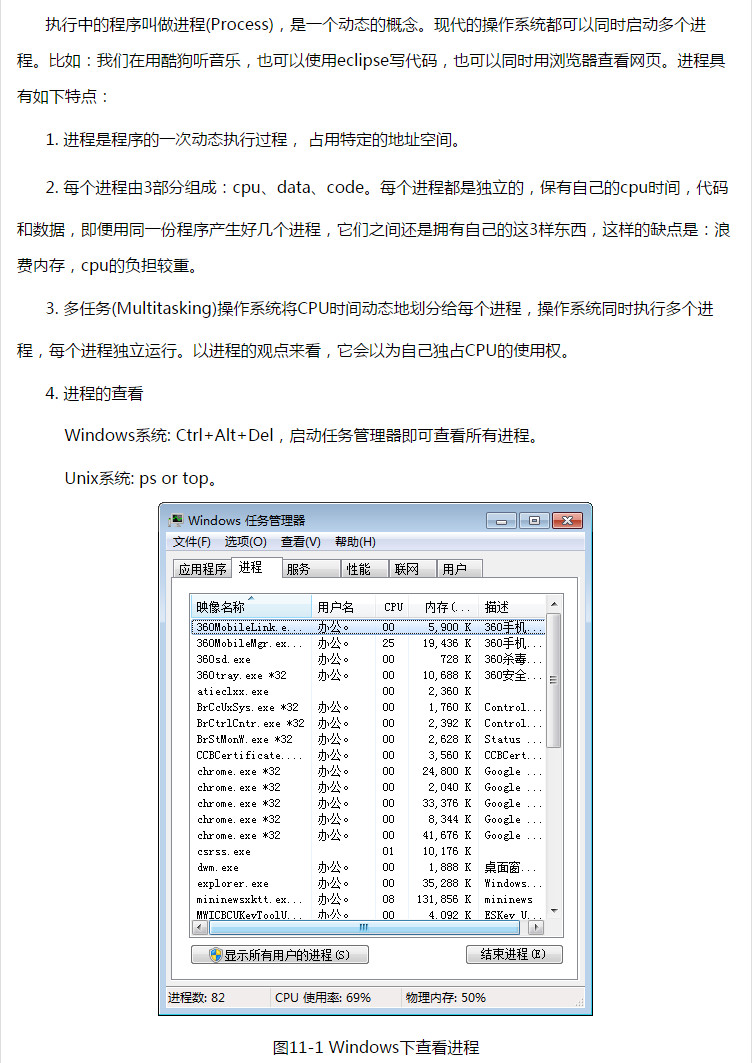 执行中的程序叫做进程(Process)，是一个动态的概念。现代的操作系统都可以同时启动多个进
程。比如：我们在用酷狗听音乐，也可以使用eclipse写代码，也可以同时用浏览器查看网页。进程具
有如下特点：
1. 进程是程序的一次动态执行过程， 占用特定的地址空间。
2. 每个进程由3部分组成：cpu、data、code。每个进程都是独立的，保有自己的cpu时间，代码
和数据，即便用同一份程序产生好几个进程，它们之间还是拥有自己的这3样东西，这样的缺点是：浪
费内存，cpu的负担较重。
3. 多任务(Multitasking)操作系统将CPU时间动态地划分给每个进程，操作系统同时执行多个进
程，每个进程独立运行。以进程的观点来看，它会以为自己独占CPU的使用权。
4. 进程的查看
Windows系统: Ctrl+Alt+Del，启动任务管理器即可查看所有进程。
Unix系统: ps or top。
Windows 任务管理器
文件(F) 选项(O) 查看(V) 帮助(H)
应用程序 进程 服务 性能 联网 用户
映像名称 用户名 CPU 内存(... 描述
360MobileLink.e... 办公。 00 5,900 K 360手机...
360MobileMgr.ex... 办公。 25 19,436 K 360手机...
360sd.exe 办公。 00 728 K 360杀毒...
360tray.exe *32 办公。 00 10,688 K 360安全...
atieclxx.exe 00 2,360 K
BrCcUxSys.exe *32 办公。 00 1,760 K Control...
BrCtrlCntr.exe *32 办公。 00 2,392 K Control...
BrStMonW.exe *32 办公。 00 2,628 K Status ...
CCBCertificate.... 办公。 00 3,560 K CCBCert...
chrome.exe *32 办公。 00 24,800 K Google ...
chrome.exe *32 办公。 00 2,040 K Google ...
chrome.exe *32 办公。 00 33,376 K Google ...
chrome.exe *32 办公。 00 8,344 K Google ...
chrome.exe *32 办公。 00 41,676 K Google ...
csrss.exe 01 10,176 K
dwm.exe 办公。 00 1,888 K 桌面窗...
explorer.exe 办公。 00 35,288 K Windows...
mininewsxktt.ex... 办公。 08 131,856 K mininews
MWICBCUKeyToolU... 办公。 00 4,092 K ESKey U...
显示所有用户的进程(S) 结束进程(E)
进程数: 82 CPU 使用率: 69% 物理内存: 50%
图11-1 Windows下查看进程